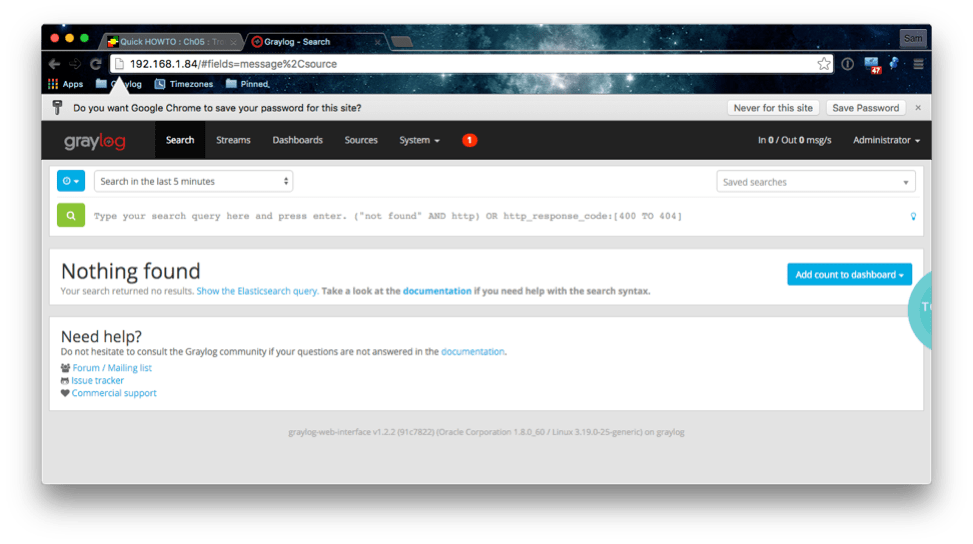 Quick HOWTO : Ch05 : Tro
Graylog - Search
Sam
192.168.1.84/#fields=message%2Csource
47
Apps
Timezones
Pinned
Do you want Google Chrome to save your password for this site?
Never for this site
Save Password
graylog
Search
Streams
Dashboards
Sources
System
1
In 0 / Out 0 msg/s
Administrator
Search in the last 5 minutes
Saved searches
Type your search query here and press enter. ("not found" AND http) OR http_response_code:[400 TO 404]
Nothing found
Add count to dashboard
Your search returned no results. Show the Elasticsearch query. Take a look at the documentation if you need help with the search syntax.
Need help?
Do not hesitate to consult the Graylog community if your questions are not answered in the documentation.
Forum / Mailing list
Issue tracker
Commercial support
graylog-web-interface v1.2.2 (91c7822) (Oracle Corporation 1.8.0_60 / Linux 3.19.0-25-generic) on graylog